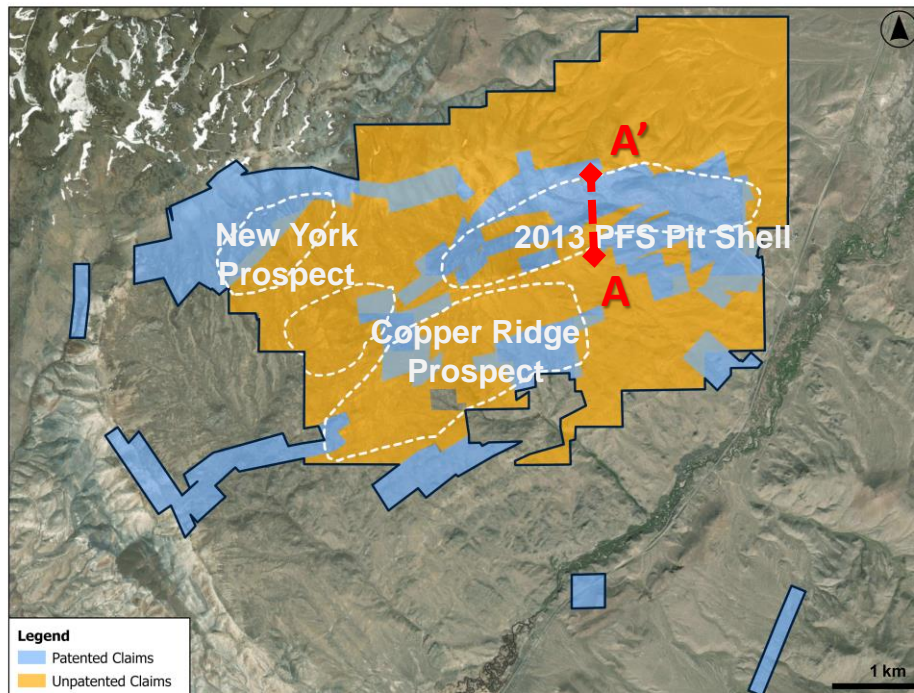 A’
New York
Prospect
2013 PFS Pit Shell
A
Copper Ridge
Prospect
Legend
Patented Claims
Unpatented Claims
1 km